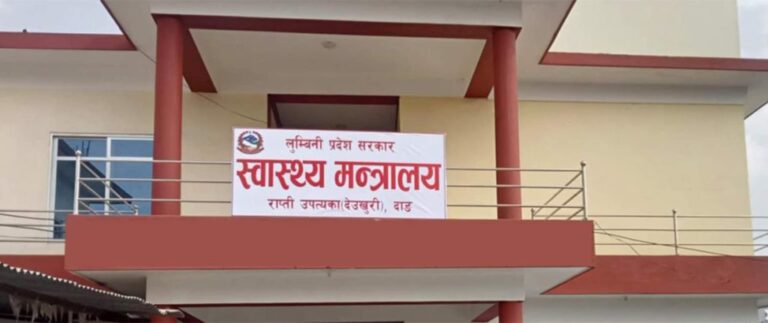 लुम्बिनी प्रदेश सरकार
स्वास्थ्य मन्त्रालय
राप्ती उपत्यका(देउखुरी), दाङ